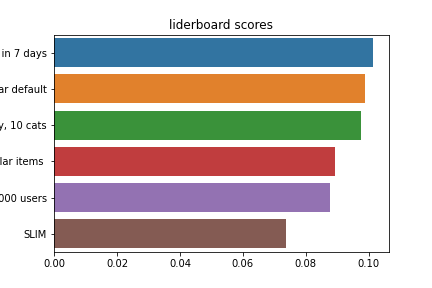 liderboard scores
in 7 days
ar default
y, 10 cats
lar items
000 users
SLIM
0.00 0.02 0.04 0.06 0.08 0.10